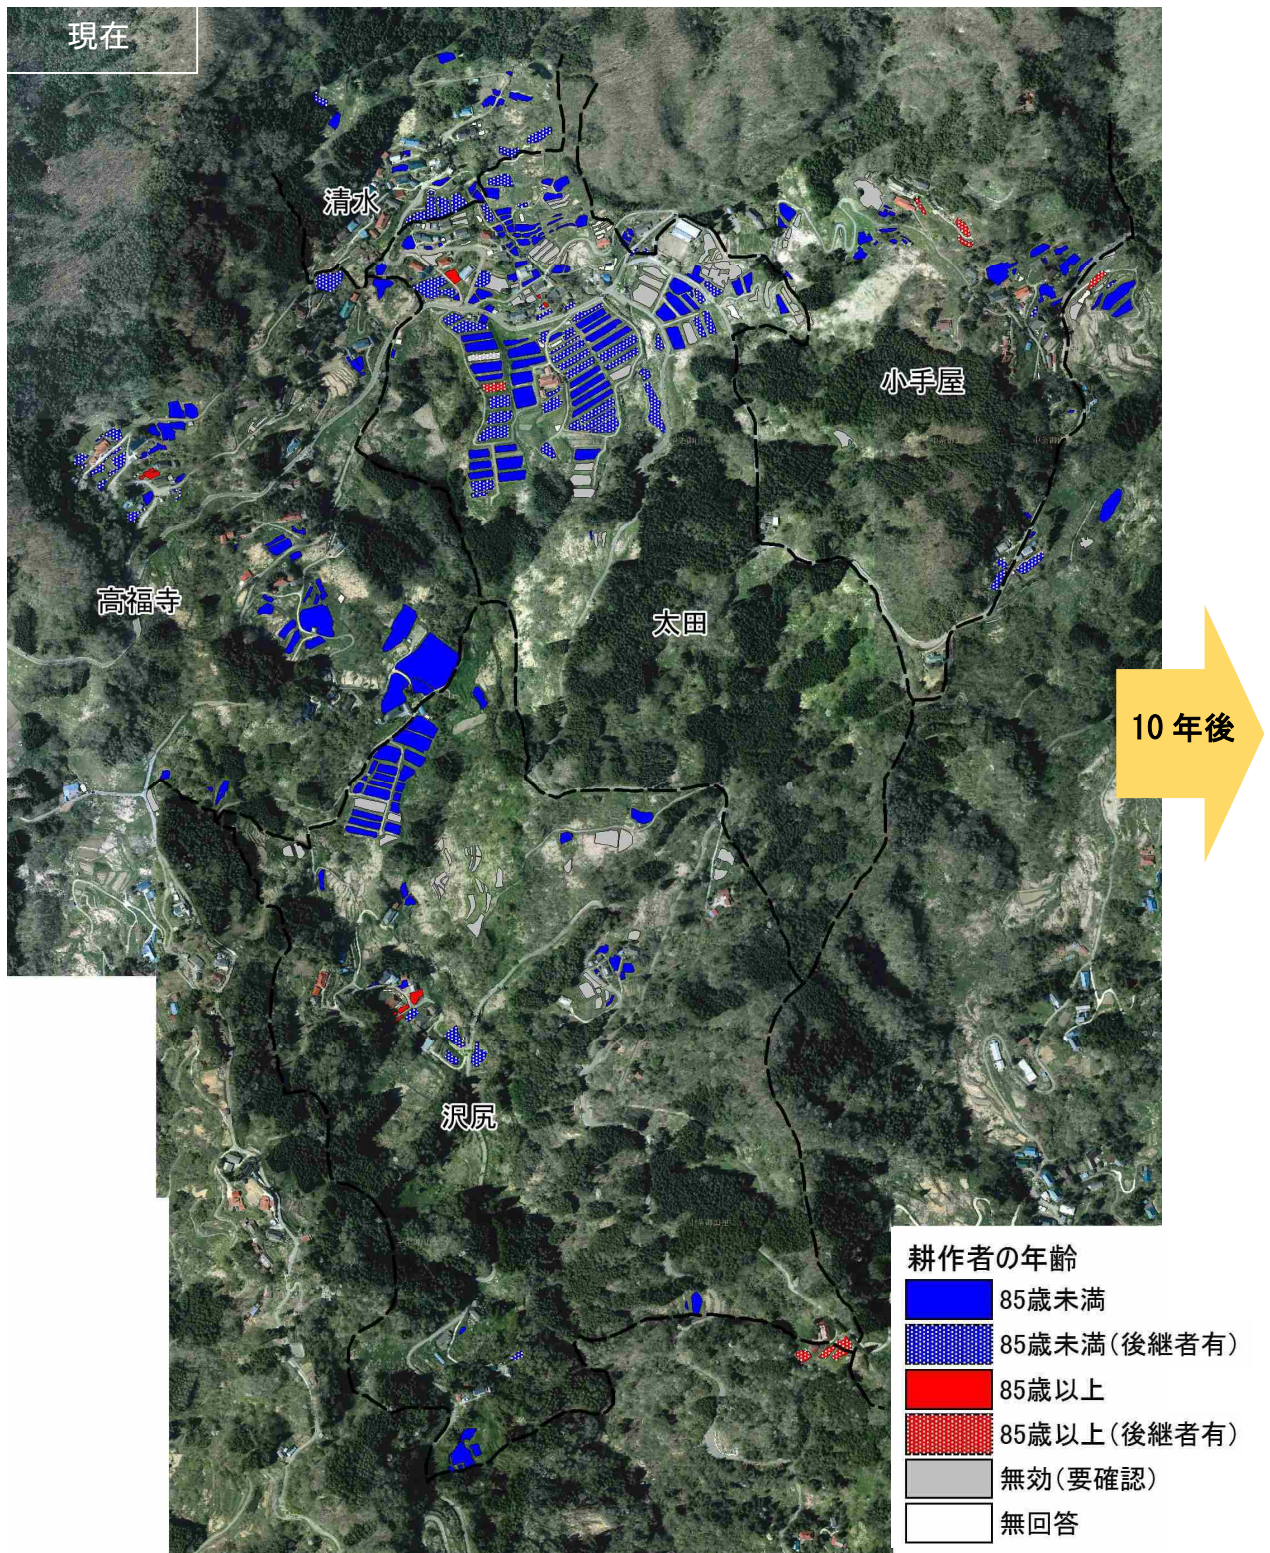 現在
清水
小手屋
高福寺
太田
10年後
沢尻
耕作者の年齢
85歳未満
85歳未満(後継者有)
85歳以上
85歳以上(後継者有)
無効(要確認)
無回答